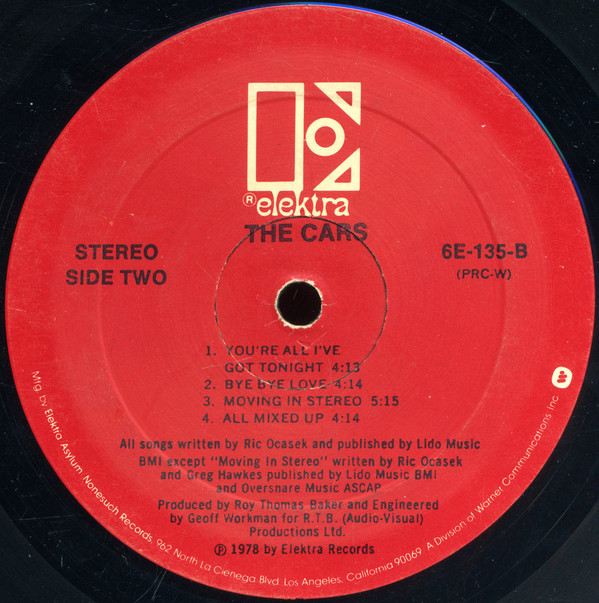 ® elektra
THE CARS
STEREO
SIDE TWO
6E-135-B
(PRC-W)
1. YOU'RE ALL I'VE
GOT TONIGHT 4:13
2. BYE BYE LOVE 4:14
3. MOVING IN STEREO 5:15
4. ALL MIXED UP 4:14
All songs written by Ric Ocasek and published by Lido Music
BMI except "Moving In Stereo" written by Ric Ocasek
and Greg Hawkes published by Lido Music BMI
and Oversnare Music ASCAP
Produced by Roy Thomas Baker and Engineered
by Geoff Workman for R.T.B. (Audio-Visual)
Productions Ltd.
℗ 1978 by Elektra Records
Mfg. by Elektra Asylum Nonesuch Records, 962 North La Cienega Blvd. Los Angeles, California 90069 A Division of Warner Communications Inc.